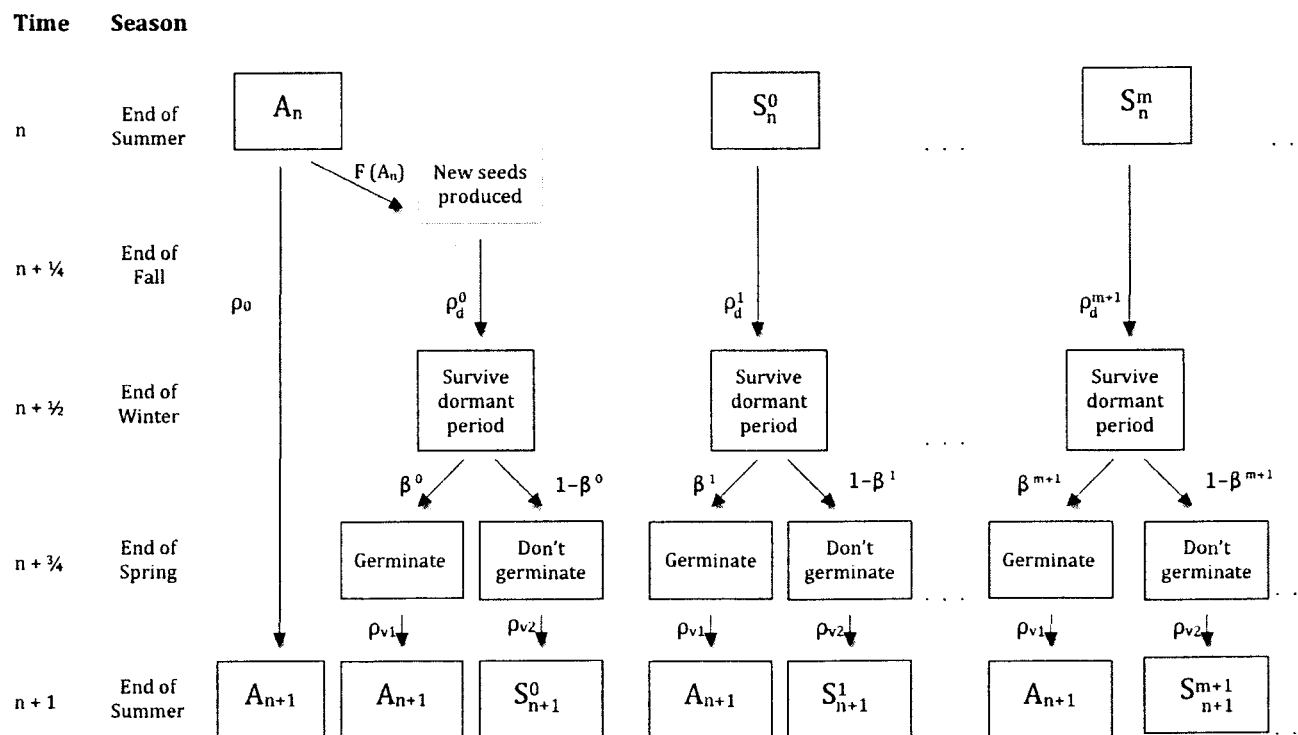 Time Season
n End of Summer A_n S_n^0 . . . S_n^m . .
F (A_n) New seeds produced
n + ¼ End of Fall
ρ_0 ρ_d^0 ρ_d^1 ρ_d^{m+1}
n + ½ End of Winter Survive dormant period Survive dormant period . . . Survive dormant period
β^0 1-β^0 β^1 1-β^1 β^{m+1} 1-β^{m+1}
n + ¾ End of Spring Germinate Don't germinate Germinate Don't germinate . . . Germinate Don't germinate . .
ρ_{v1} ρ_{v2} ρ_{v1} ρ_{v2} ρ_{v1} ρ_{v2}
n + 1 End of Summer A_{n+1} A_{n+1} S_{n+1}^0 A_{n+1} S_{n+1}^1 A_{n+1} S_{n+1}^{m+1} . .